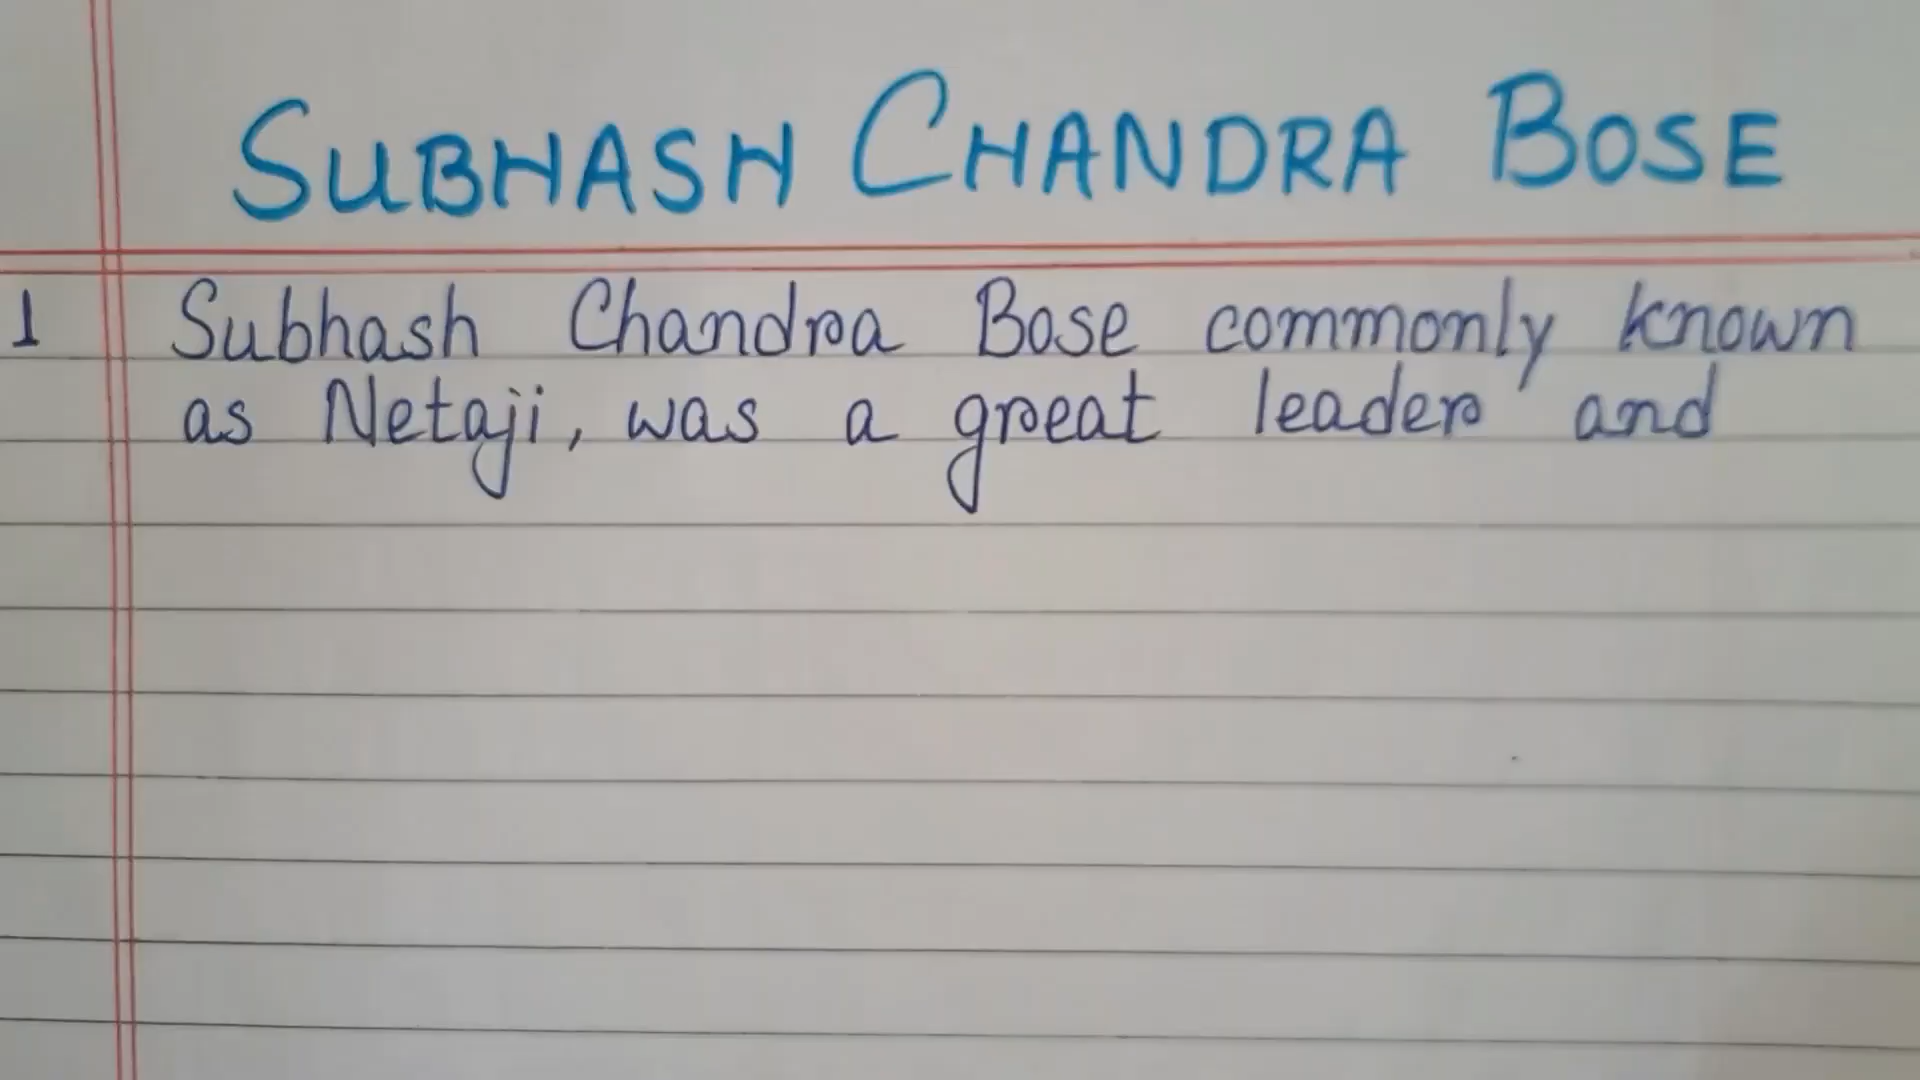 SUBHASH CHANDRA BOSE
1 Subhash Chandra Bose commonly known
as Netaji, was a great leader and